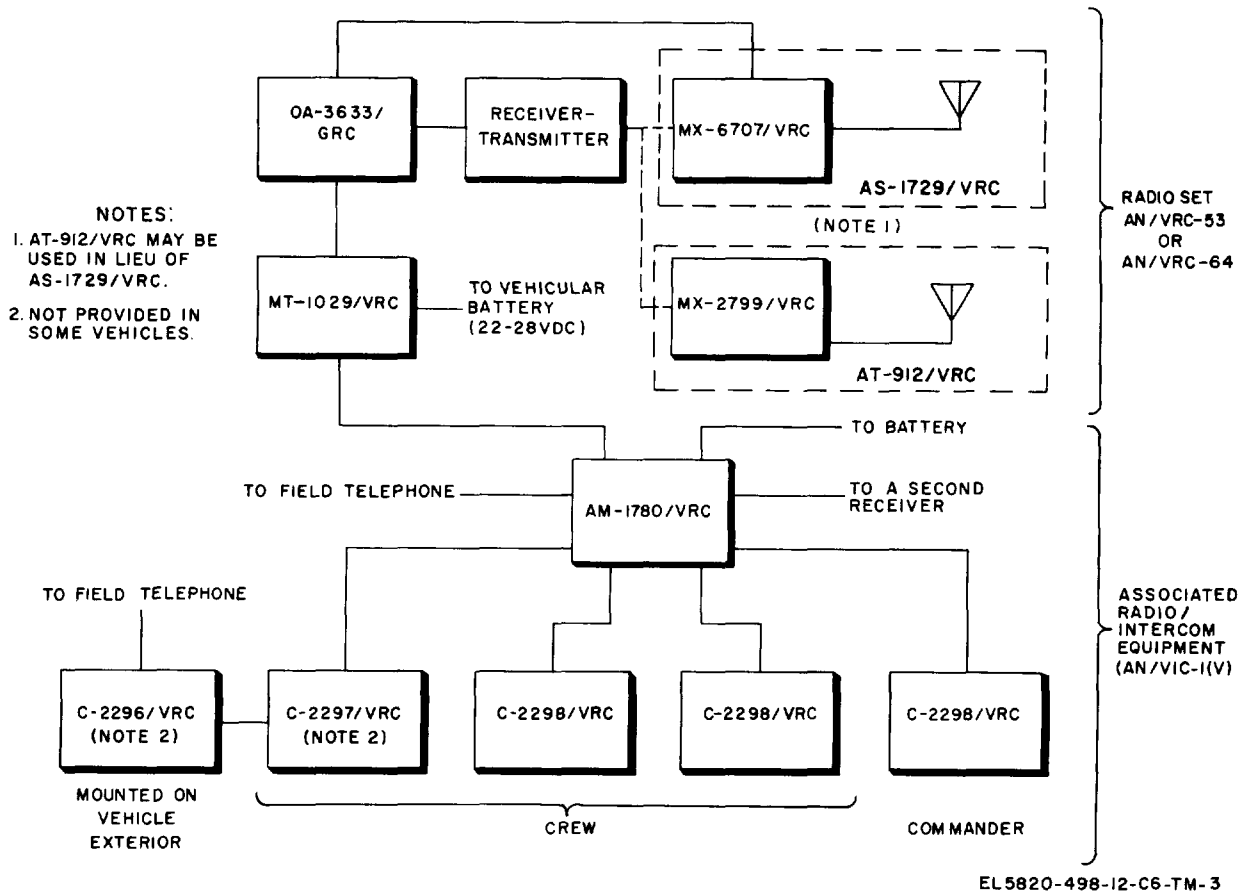 OA-3633/
GRC
RECEIVER-
TRANSMITTER
MX-6707/VRC
AS-1729/VRC
(NOTE 1)
RADIO SET
AN/VRC-53
OR
AN/VRC-64
NOTES:
1. AT-912/VRC MAY BE
USED IN LIEU OF
AS-1729/VRC.
2. NOT PROVIDED IN
SOME VEHICLES.
MT-1029/VRC
TO VEHICULAR
BATTERY
(22-28VDC)
MX-2799/VRC
AT-912/VRC
TO BATTERY
TO FIELD TELEPHONE
AM-1780/VRC
TO A SECOND
RECEIVER
TO FIELD TELEPHONE
ASSOCIATED
RADIO/
INTERCOM
EQUIPMENT
(AN/VIC-1(V)
C-2296/VRC
(NOTE 2)
C-2297/VRC
(NOTE 2)
C-2298/VRC
C-2298/VRC
C-2298/VRC
MOUNTED ON
VEHICLE
EXTERIOR
CREW
COMMANDER
EL5820-498-12-C6-TM-3